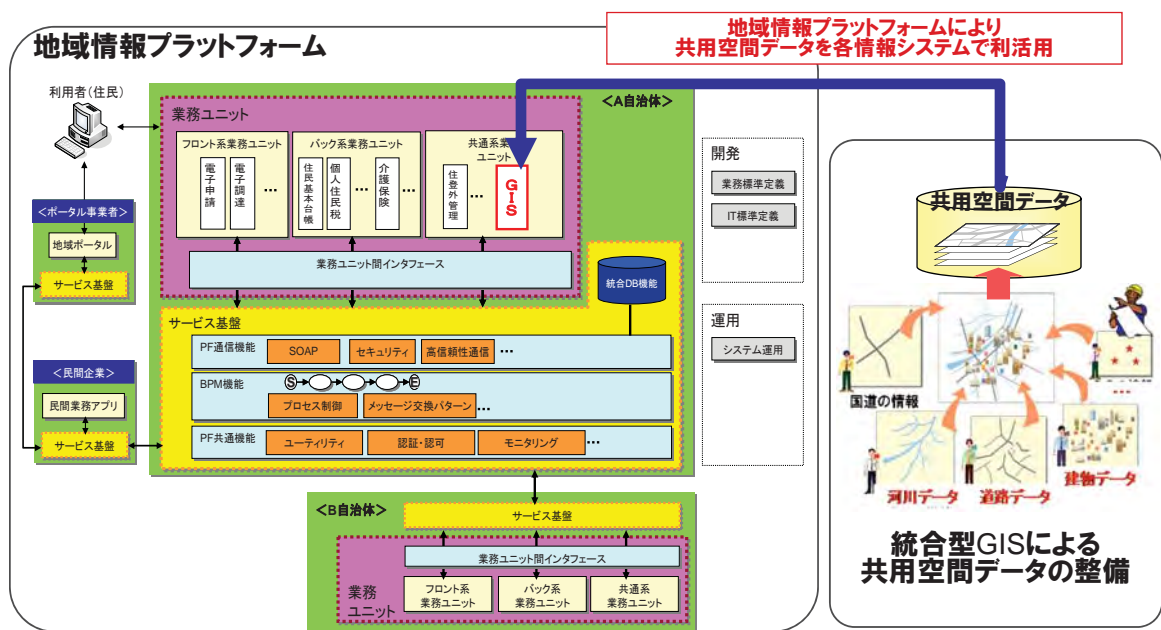 地域情報プラットフォーム
地域情報プラットフォームにより
共用空間データを各情報システムで利活用
利用者(住民)
<A自治体>
業務ユニット
フロント系業務ユニット
電子申請
電子調達
…
バック系業務ユニット
住民基本台帳
個人住民税
…
介護保険
…
共通系業務
ユニット
住登外管理
…
GIS
業務ユニット間インタフェース
統合DB機能
サービス基盤
PF通信機能
SOAP
セキュリティ
高信頼性通信
…
BPM機能
S
E
プロセス制御
メッセージ交換パターン
…
PF共通機能
ユーティリティ
認証・認可
モニタリング
…
<ポータル事業者>
地域ポータル
サービス基盤
<民間企業>
民間業務アプリ
サービス基盤
開発
業務標準定義
IT標準定義
運用
システム運用
<B自治体>
サービス基盤
業務ユニット間インタフェース
業務
ユニット
フロント系
業務ユニット
バック系
業務ユニット
共通系
業務ユニット
共用空間データ
国道の情報
…
河川データ
道路データ
建物データ
統合型GISによる
共用空間データの整備